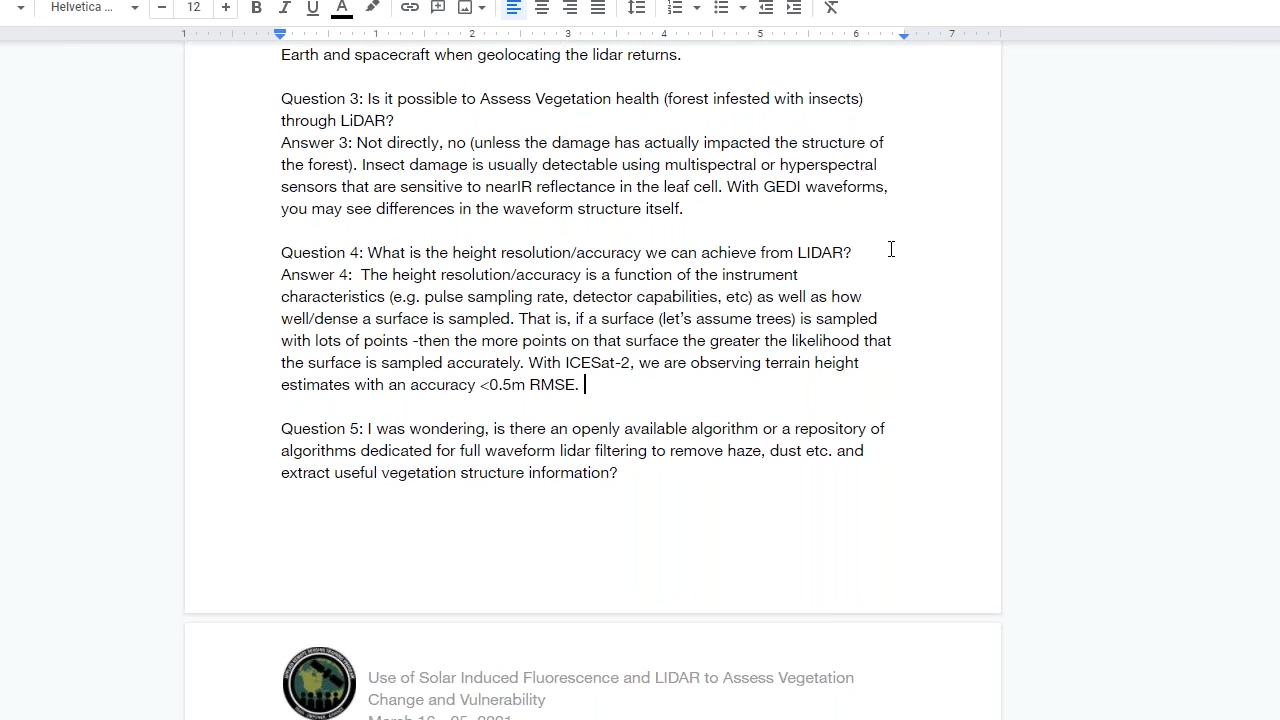 Helvetica ...
12
B I U A
1 1 2 3 4 5 6 7
Earth and spacecraft when geolocating the lidar returns.
Question 3: Is it possible to Assess Vegetation health (forest infested with insects)
through LiDAR?
Answer 3: Not directly, no (unless the damage has actually impacted the structure of
the forest). Insect damage is usually detectable using multispectral or hyperspectral
sensors that are sensitive to nearIR reflectance in the leaf cell. With GEDI waveforms,
you may see differences in the waveform structure itself.
Question 4: What is the height resolution/accuracy we can achieve from LIDAR?
Answer 4:  The height resolution/accuracy is a function of the instrument
characteristics (e.g. pulse sampling rate, detector capabilities, etc) as well as how
well/dense a surface is sampled. That is, if a surface (let’s assume trees) is sampled
with lots of points -then the more points on that surface the greater the likelihood that
the surface is sampled accurately. With ICESat-2, we are observing terrain height
estimates with an accuracy <0.5m RMSE.
Question 5: I was wondering, is there an openly available algorithm or a repository of
algorithms dedicated for full waveform lidar filtering to remove haze, dust etc. and
extract useful vegetation structure information?
Use of Solar Induced Fluorescence and LIDAR to Assess Vegetation
Change and Vulnerability